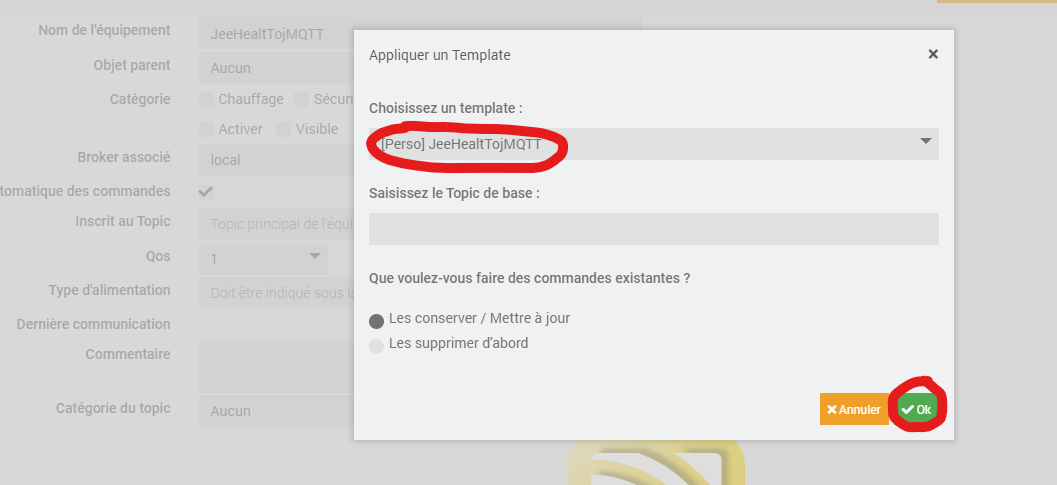 Nom de l'équipement
JeeHealtTojMQTT
Objet parent
Aucun
Catégorie
Chauffage
Sécuri
Activer
Visible
Broker associé
local
tomatique des commandes
Inscrit au Topic
Topic principal de l'équi
Qos
1
Type d'alimentation
Doit être indiqué sous la
Dernière communication
Commentaire
Catégorie du topic
Aucun
Appliquer un Template
Choisissez un template :
[Perso] JeeHealtTojMQTT
Saisissez le Topic de base :
Que voulez-vous faire des commandes existantes ?
Les conserver / Mettre à jour
Les supprimer d'abord
Annuler
Ok